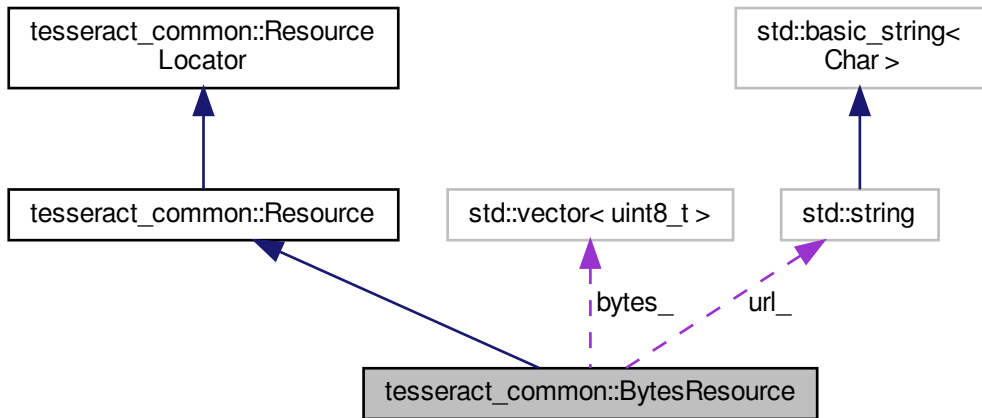 tesseract_common::Resource
Locator
std::basic_string<
Char >
tesseract_common::Resource
std::vector< uint8_t >
std::string
bytes_
url_
tesseract_common::BytesResource